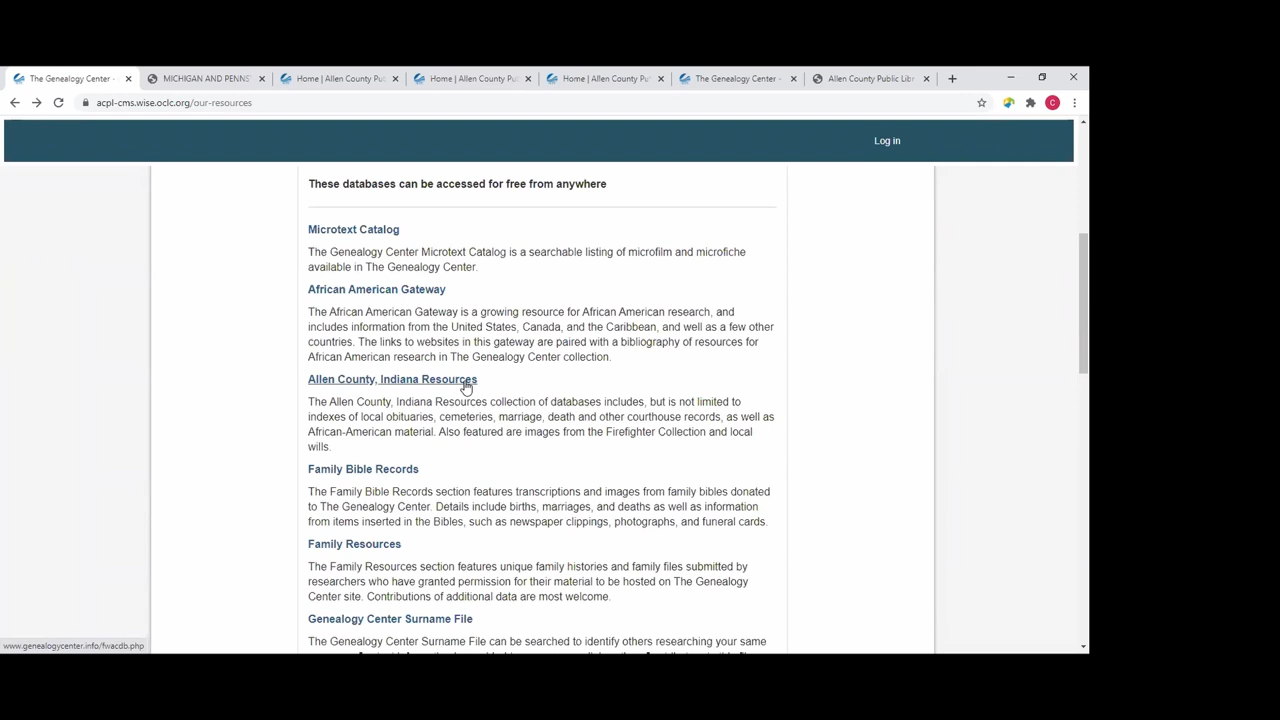 The Genealogy Center -
MICHIGAN AND PENNS
Home | Allen County Pu
Home | Allen County Pub
Home | Allen County Pu
The Genealogy Center -
Allen County Public Libr
acpl-cms.wise.oclc.org/our-resources
C
Log in
These databases can be accessed for free from anywhere
Microtext Catalog
The Genealogy Center Microtext Catalog is a searchable listing of microfilm and microfiche
available in The Genealogy Center.
African American Gateway
The African American Gateway is a growing resource for African American research, and
includes information from the United States, Canada, and the Caribbean, and well as a few other
countries. The links to websites in this gateway are paired with a bibliography of resources for
African American research in The Genealogy Center collection.
Allen County, Indiana Resources
The Allen County, Indiana Resources collection of databases includes, but is not limited to
indexes of local obituaries, cemeteries, marriage, death and other courthouse records, as well as
African-American material. Also featured are images from the Firefighter Collection and local
wills.
Family Bible Records
The Family Bible Records section features transcriptions and images from family bibles donated
to The Genealogy Center. Details include births, marriages, and deaths as well as information
from items inserted in the Bibles, such as newspaper clippings, photographs, and funeral cards.
Family Resources
The Family Resources section features unique family histories and family files submitted by
researchers who have granted permission for their material to be hosted on The Genealogy
Center site. Contributions of additional data are most welcome.
Genealogy Center Surname File
The Genealogy Center Surname File can be searched to identify others researching your same
www.genealogycenter.info/fwacdb.php